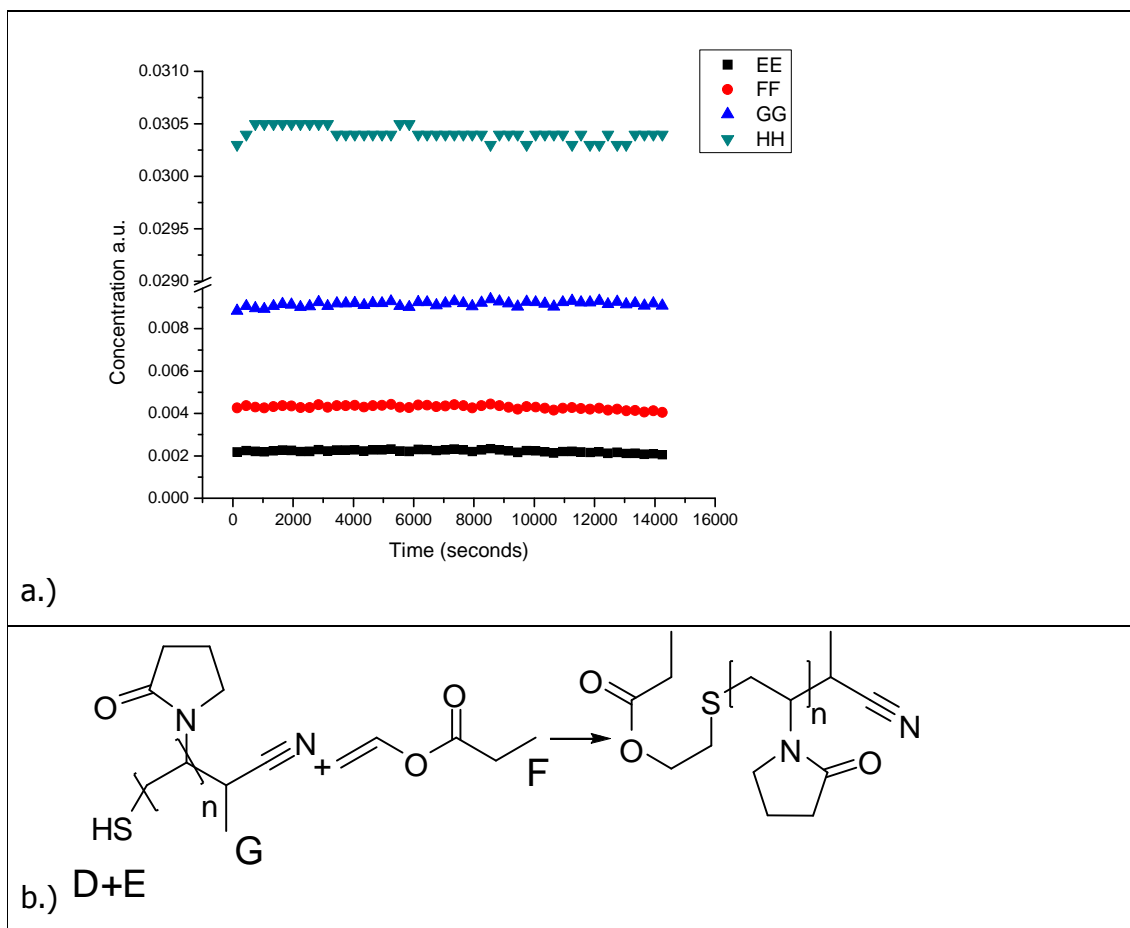 EE
FF
GG
HH
0.0310
0.0305
0.0300
0.0295
0.0290
0.008
0.006
0.004
0.002
0.000
Concentration a.u.
0 2000 4000 6000 8000 10000 12000 14000 16000
Time (seconds)
a.)
O
N
N
HS
n
G
+
O
O
F
O
O
S
n
N
N
O
b.) D+E